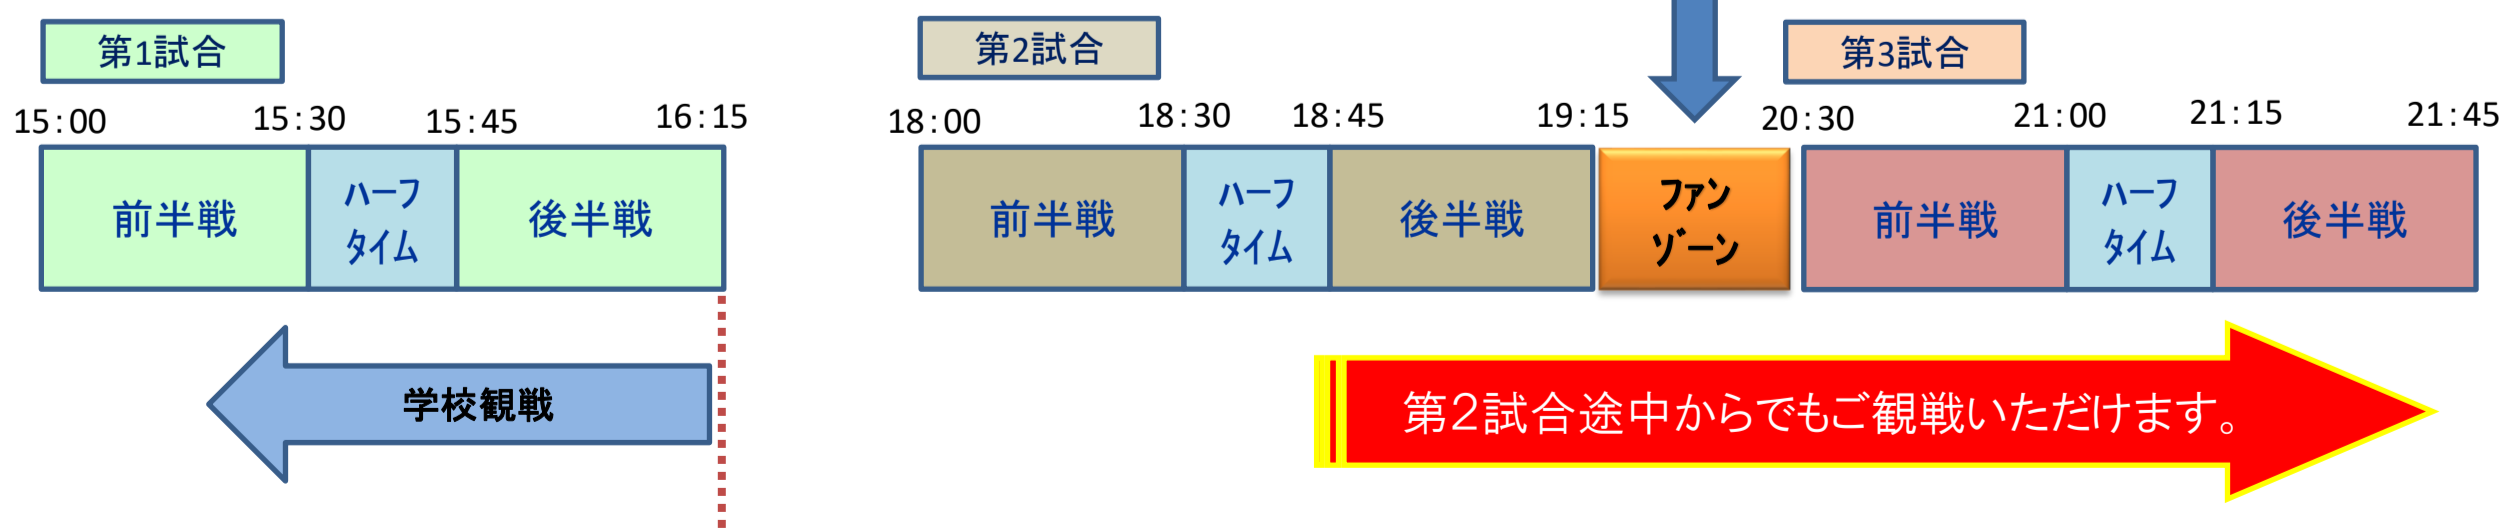 第1試合
第2試合
第3試合
15:00
15:30
15:45
16:15
18:00
18:30
18:45
19:15
20:30
21:00
21:15
21:45
前半戦
ﾊｰﾌ
ﾀｲﾑ
後半戦
前半戦
ﾊｰﾌ
ﾀｲﾑ
後半戦
ﾌｧﾝ
ｿﾞｰﾝ
前半戦
ﾊｰﾌ
ﾀｲﾑ
後半戦
学校観戦
第2試合途中からでもご観戦いただけます。